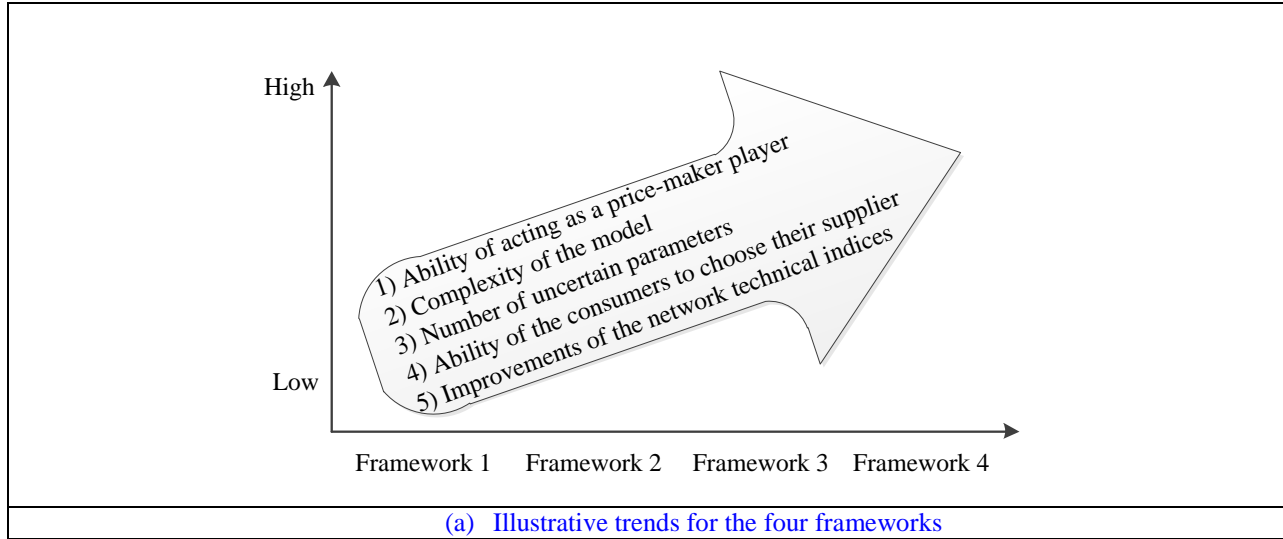 High
1) Ability of acting as a price-maker player
2) Complexity of the model
3) Number of uncertain parameters
4) Ability of the consumers to choose their supplier
5) Improvements of the network technical indices
Low
Framework 1 Framework 2 Framework 3 Framework 4
(a) Illustrative trends for the four frameworks